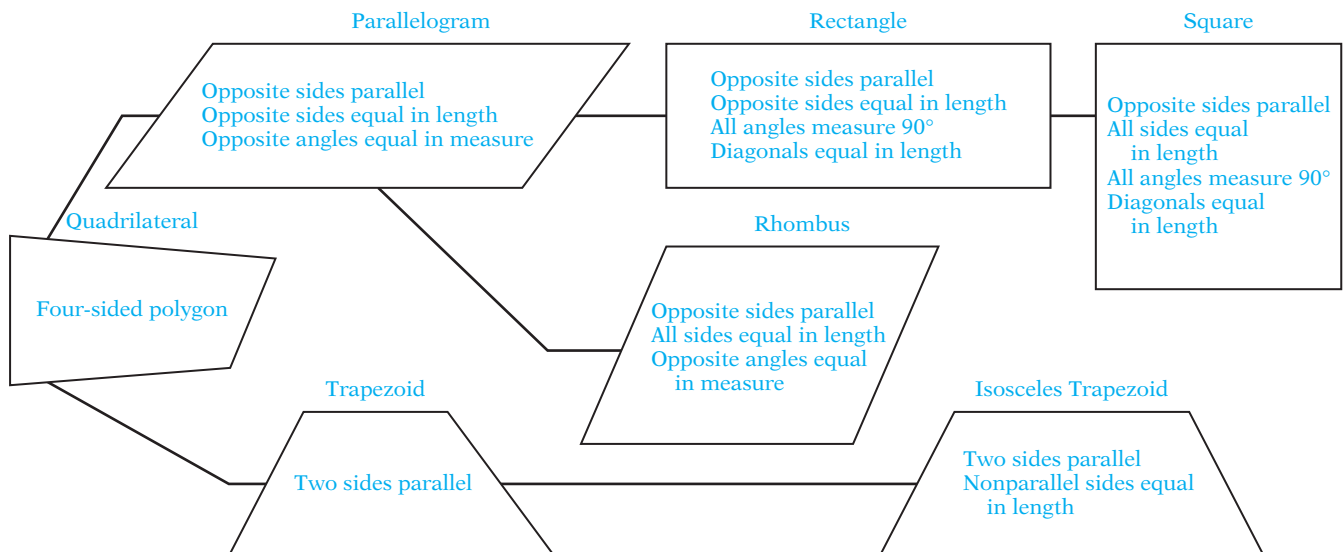 Parallelogram
Opposite sides parallel
Opposite sides equal in length
Opposite angles equal in measure
Rectangle
Opposite sides parallel
Opposite sides equal in length
All angles measure 90°
Diagonals equal in length
Square
Opposite sides parallel
All sides equal
in length
All angles measure 90°
Diagonals equal
in length
Quadrilateral
Four-sided polygon
Rhombus
Opposite sides parallel
All sides equal in length
Opposite angles equal
in measure
Trapezoid
Two sides parallel
Isosceles Trapezoid
Two sides parallel
Nonparallel sides equal
in length